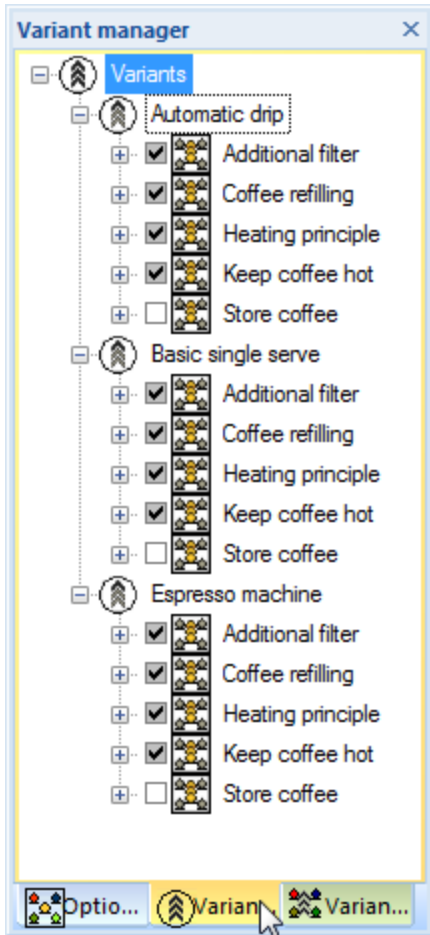 Variant manager
Variants
Automatic drip
Additional filter
Coffee refilling
Heating principle
Keep coffee hot
Store coffee
Basic single serve
Additional filter
Coffee refilling
Heating principle
Keep coffee hot
Store coffee
Espresso machine
Additional filter
Coffee refilling
Heating principle
Keep coffee hot
Store coffee
Optio... Varian... Varian...